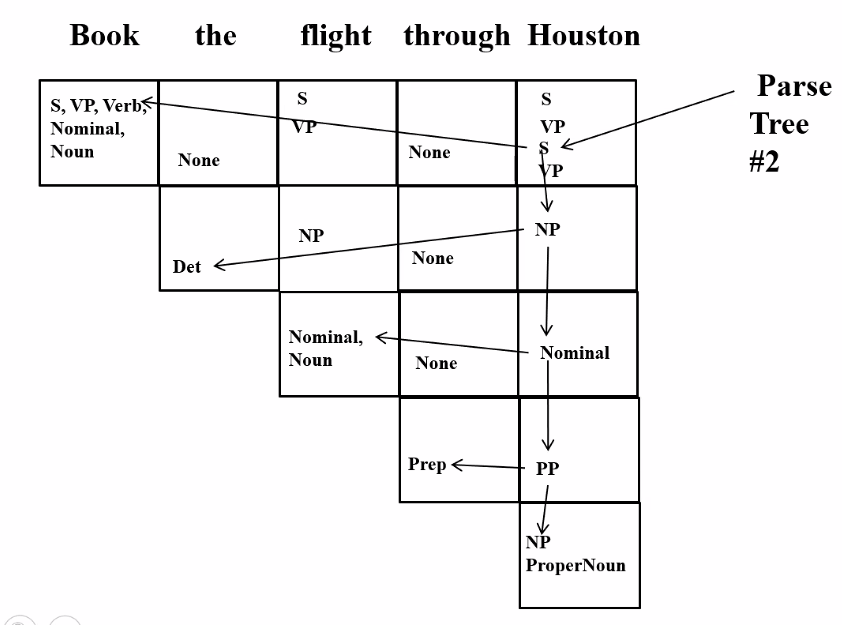 Book the flight through Houston
S, VP, Verb,
Nominal,
Noun
None
S
VP
None
S
VP
S
VP
Parse
Tree
#2
Det
NP
None
NP
Nominal,
Noun
None
Nominal
Prep
PP
NP
ProperNoun